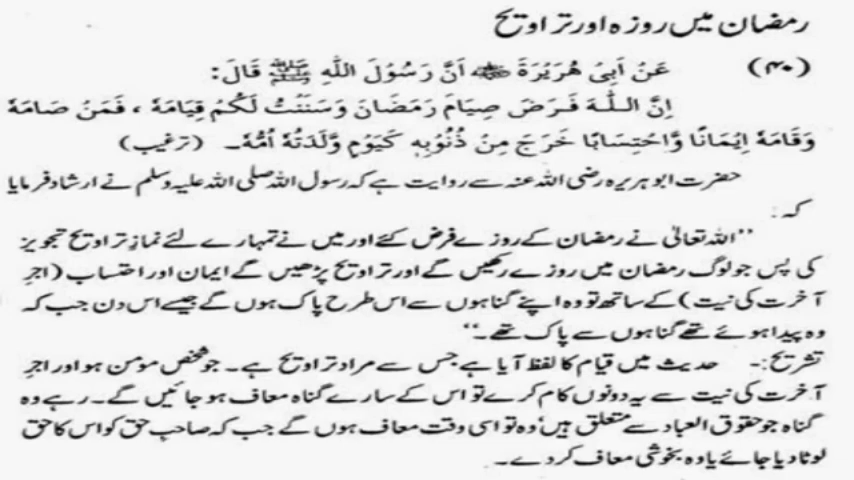 رمضان میں روزہ اور تراویح
(۴۰) عَنْ اَبِیْ هُرَیْرَةَ ؓ اَنَّ رَسُوْلَ اللّٰهِ ﷺ قَالَ:
اِنَّ اللّٰهَ فَرَضَ صِیَامَ رَمَضَانَ وَسَنَنْتُ لَکُمْ قِیَامَهٗ ، فَمَنْ صَامَهٗ
وَقَامَهٗ اِیْمَانًا وَّاحْتِسَابًا خَرَجَ مِنْ ذُنُوْبِهٖ کَیَوْمٍ وَّلَدَتْهُ اُمُّهٗ۔ (ترغیب)
حضرت ابو ہریرہ رضی اللہ عنہ سے روایت ہے کہ رسول اللہ صلی اللہ علیہ وسلم نے ارشاد فرمایا
کہ:
”اللہ تعالیٰ نے رمضان کے روزے فرض کئے اور میں نے تمہارے لئے نمازِ تراویح تجویز
کی پس جو لوگ رمضان میں روزے رکھیں گے اور تراویح پڑھیں گے ایمان اور احتساب (اجرِ
آخرت کی نیت) کے ساتھ تو وہ اپنے گناہوں سے اس طرح پاک ہوں گے جیسے اس دن جب کہ
وہ پیدا ہوئے تھے گناہوں سے پاک تھے۔“
تشریح:- حدیث میں قیام کا لفظ آیا ہے جس سے مراد تراویح ہے۔ جو شخص مؤمن ہو اور اجرِ
آخرت کی نیت سے یہ دونوں کام کرے تو اس کے سارے گناہ معاف ہو جائیں گے۔ رہے وہ
گناہ جو حقوق العباد سے متعلق ہیں، وہ تو اسی وقت معاف ہوں گے جب کہ صاحبِ حق کو اس کا حق
لوٹا دیا جائے یا وہ بخوشی معاف کر دے۔